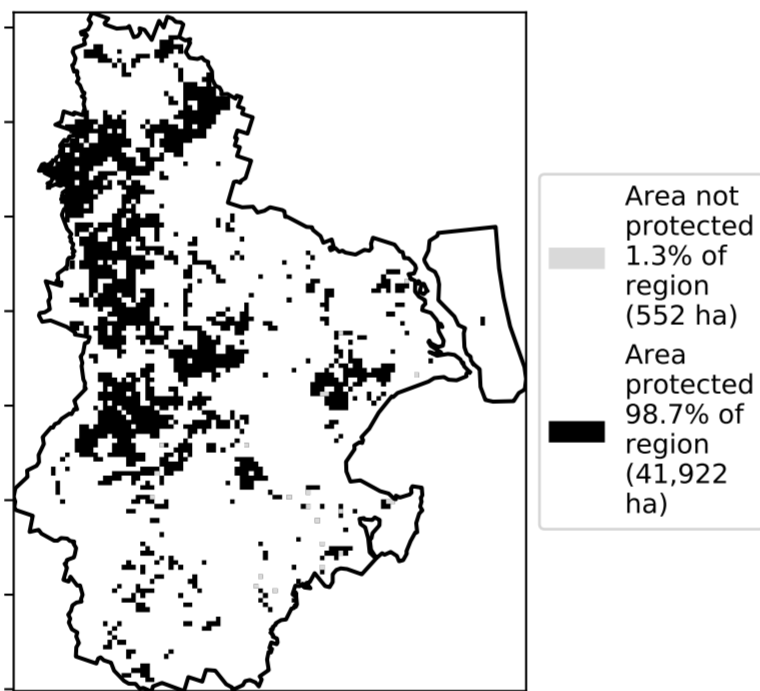 Area not
protected
1.3% of
region
(552 ha)
Area
protected
98.7% of
region
(41,922
ha)